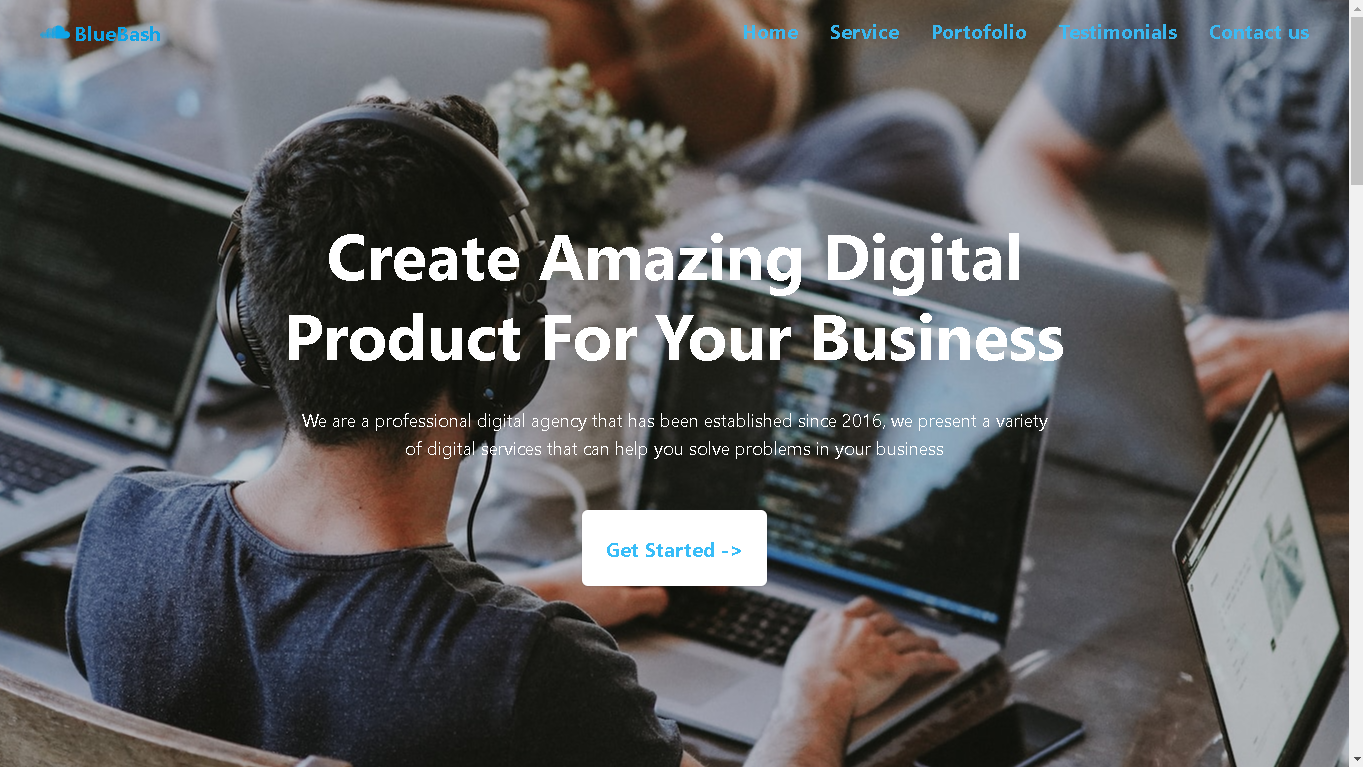 BlueBash
Home Service Portofolio Testimonials Contact us
Create Amazing Digital
Product For Your Business
We are a professional digital agency that has been established since 2016, we present a variety
of digital services that can help you solve problems in your business
Get Started ->